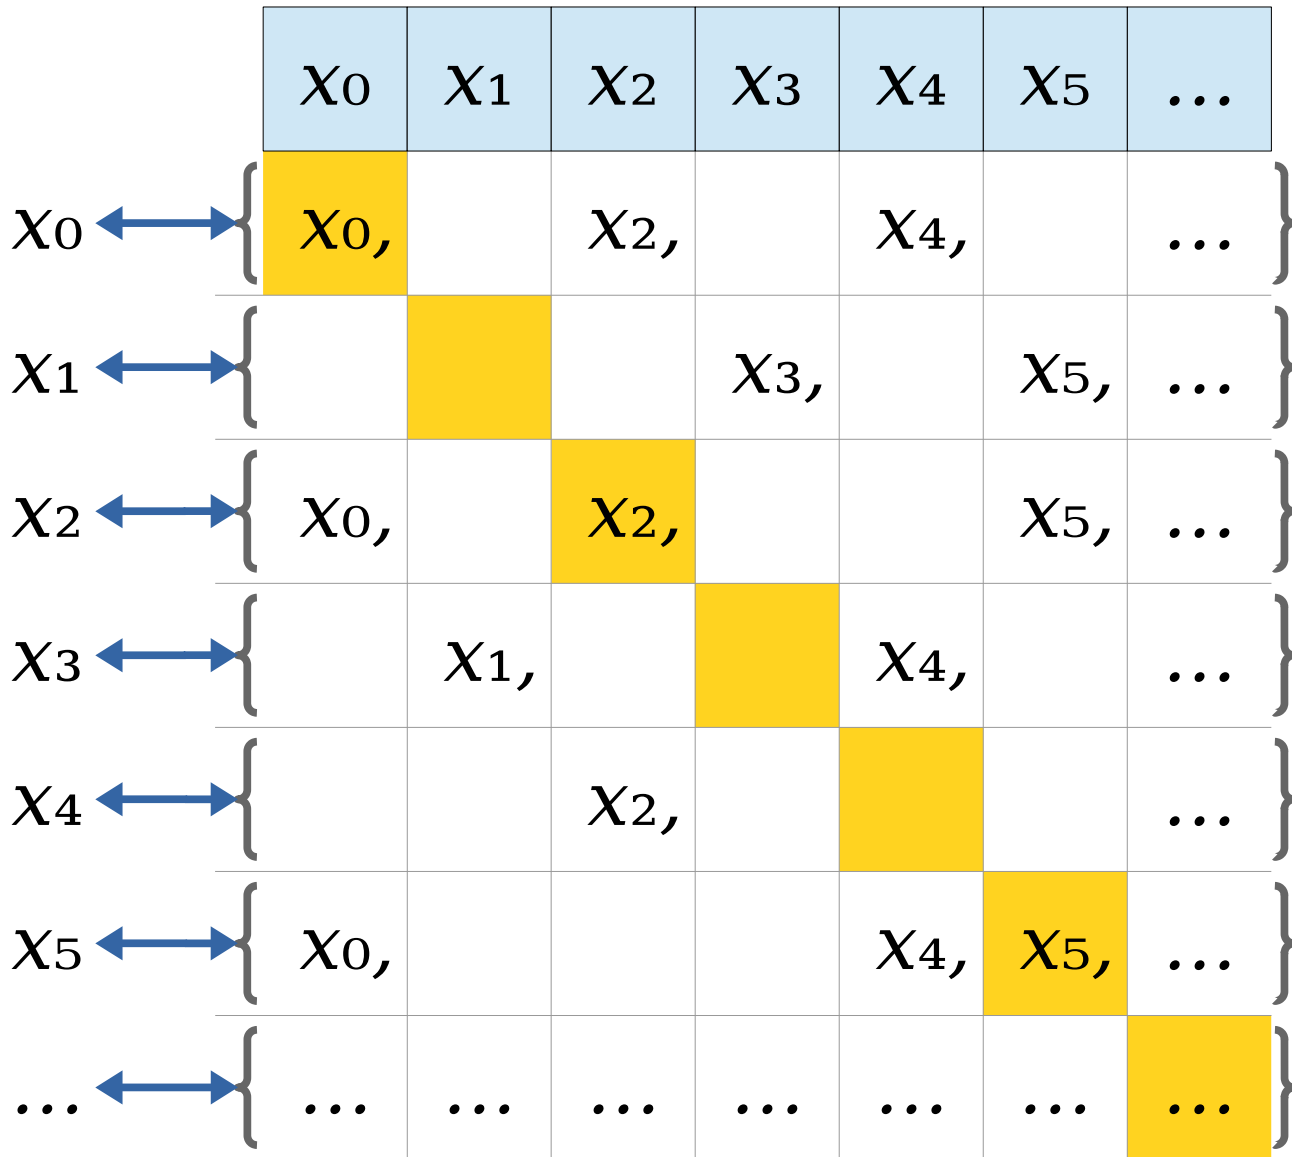 x₀ x₁ x₂ x₃ x₄ x₅ ...
x₀ { x₀, x₂, x₄, ... }
x₁ { x₃, x₅, ... }
x₂ { x₀, x₂, x₅, ... }
x₃ { x₁, x₄, ... }
x₄ { x₂, ... }
x₅ { x₀, x₄, x₅, ... }
... { ... ... ... ... ... ... ... }